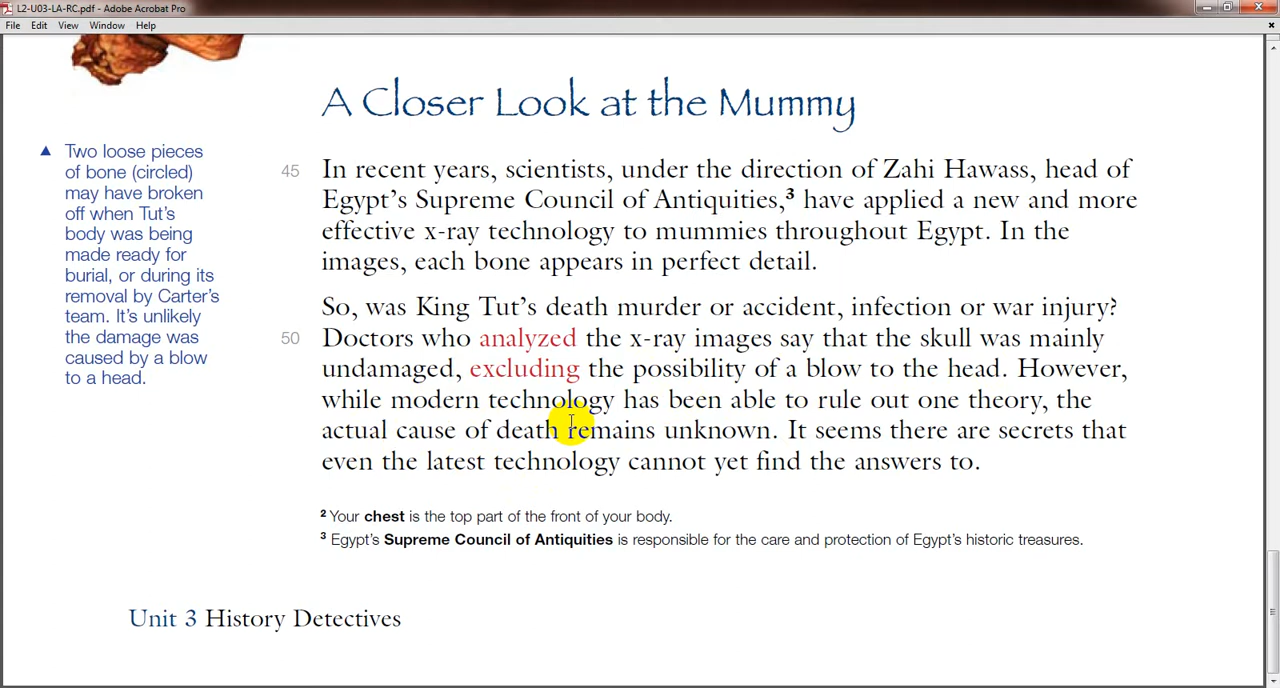 L2-U03-LA-RC.pdf - Adobe Acrobat Pro
File Edit View Window Help
A Closer Look at the Mummy
▲ Two loose pieces
of bone (circled)
may have broken
off when Tut's
body was being
made ready for
burial, or during its
removal by Carter's
team. It's unlikely
the damage was
caused by a blow
to a head.
45 In recent years, scientists, under the direction of Zahi Hawass, head of
Egypt's Supreme Council of Antiquities,³ have applied a new and more
effective x-ray technology to mummies throughout Egypt. In the
images, each bone appears in perfect detail.
So, was King Tut's death murder or accident, infection or war injury?
50 Doctors who analyzed the x-ray images say that the skull was mainly
undamaged, excluding the possibility of a blow to the head. However,
while modern technology has been able to rule out one theory, the
actual cause of death remains unknown. It seems there are secrets that
even the latest technology cannot yet find the answers to.
² Your chest is the top part of the front of your body.
³ Egypt's Supreme Council of Antiquities is responsible for the care and protection of Egypt's historic treasures.
Unit 3 History Detectives